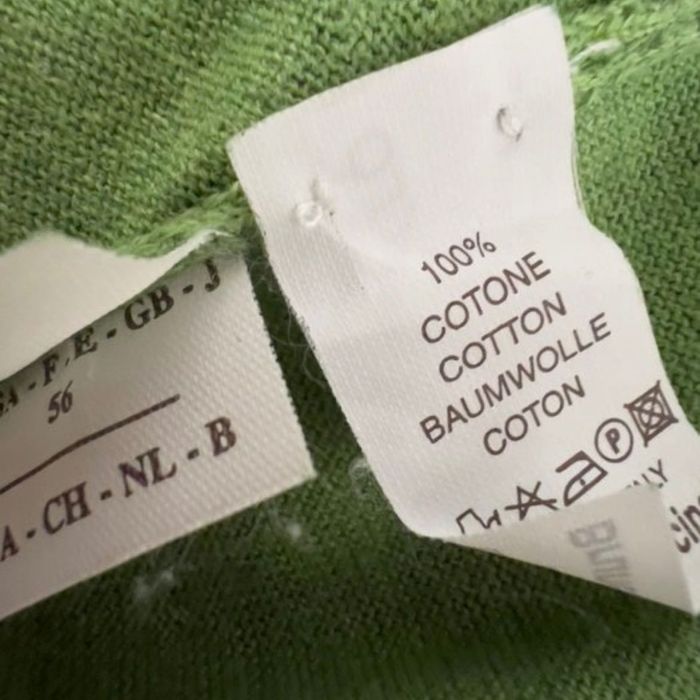 F. E - GB - J
56
A - CH - NL - B
100%
COTONE
COTTON
BAUMWOLLE
COTON
P